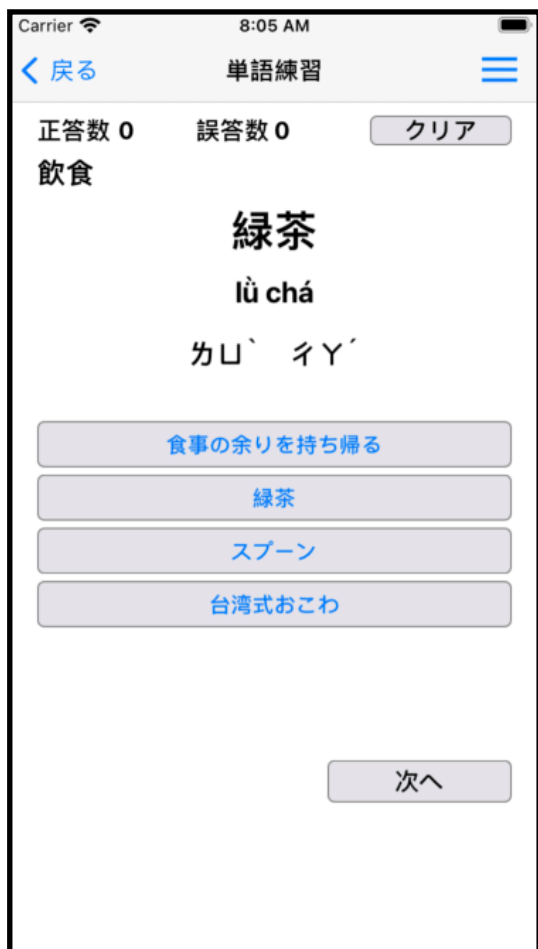 Carrier 8:05 AM
戻る 単語練習
正答数 0 誤答数 0 クリア
飲食
緑茶
lǜ chá
ㄌㄩˋ ㄔㄚˊ
食事の余りを持ち帰る
緑茶
スプーン
台湾式おこわ
次へ